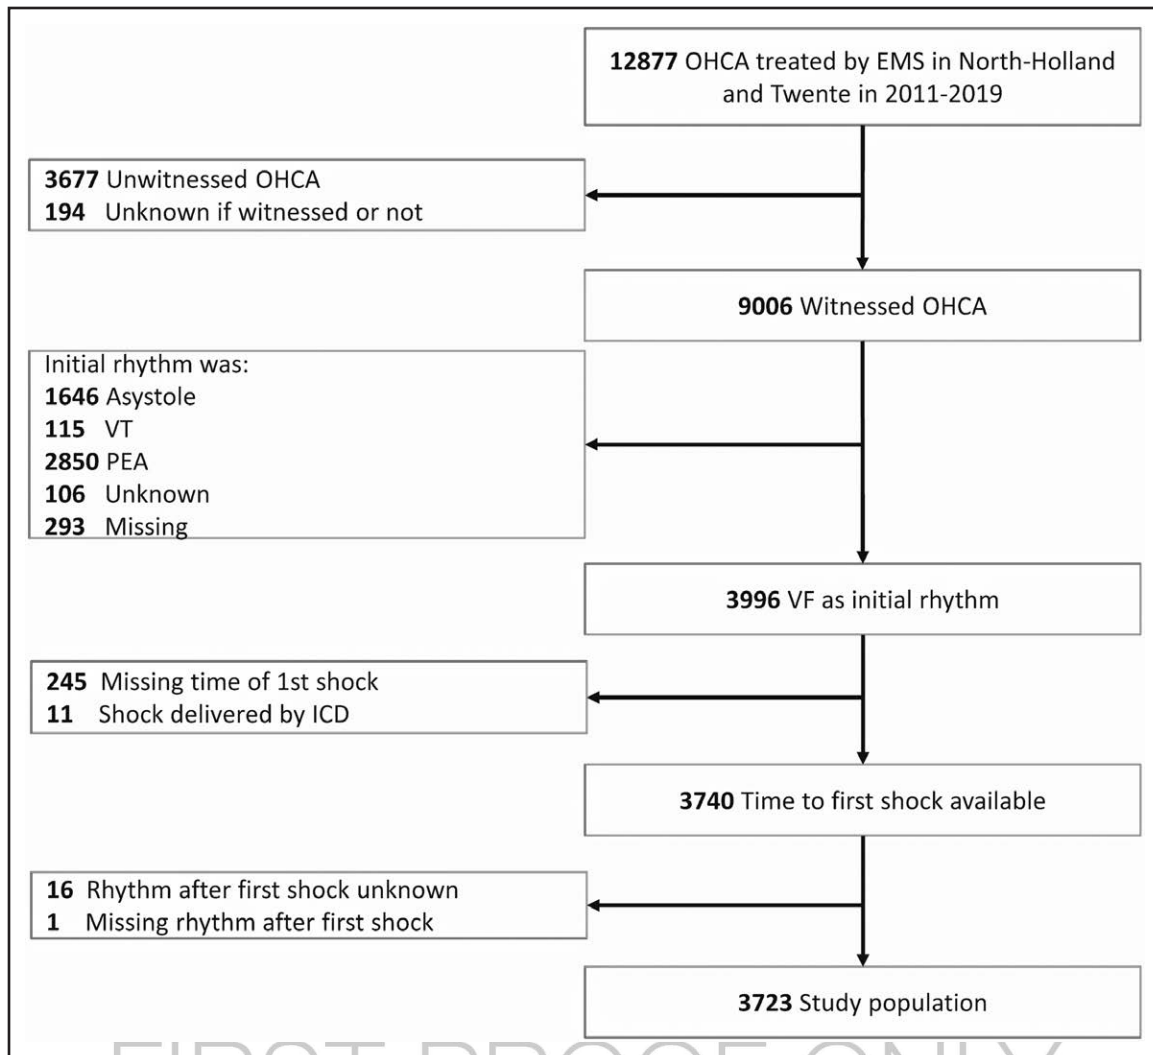 12877 OHCA treated by EMS in North-Holland
and Twente in 2011-2019
3677 Unwitnessed OHCA
194 Unknown if witnessed or not
9006 Witnessed OHCA
Initial rhythm was:
1646 Asystole
115 VT
2850 PEA
106 Unknown
293 Missing
3996 VF as initial rhythm
245 Missing time of 1st shock
11 Shock delivered by ICD
3740 Time to first shock available
16 Rhythm after first shock unknown
1 Missing rhythm after first shock
3723 Study population
FIRST PROOF ONLY